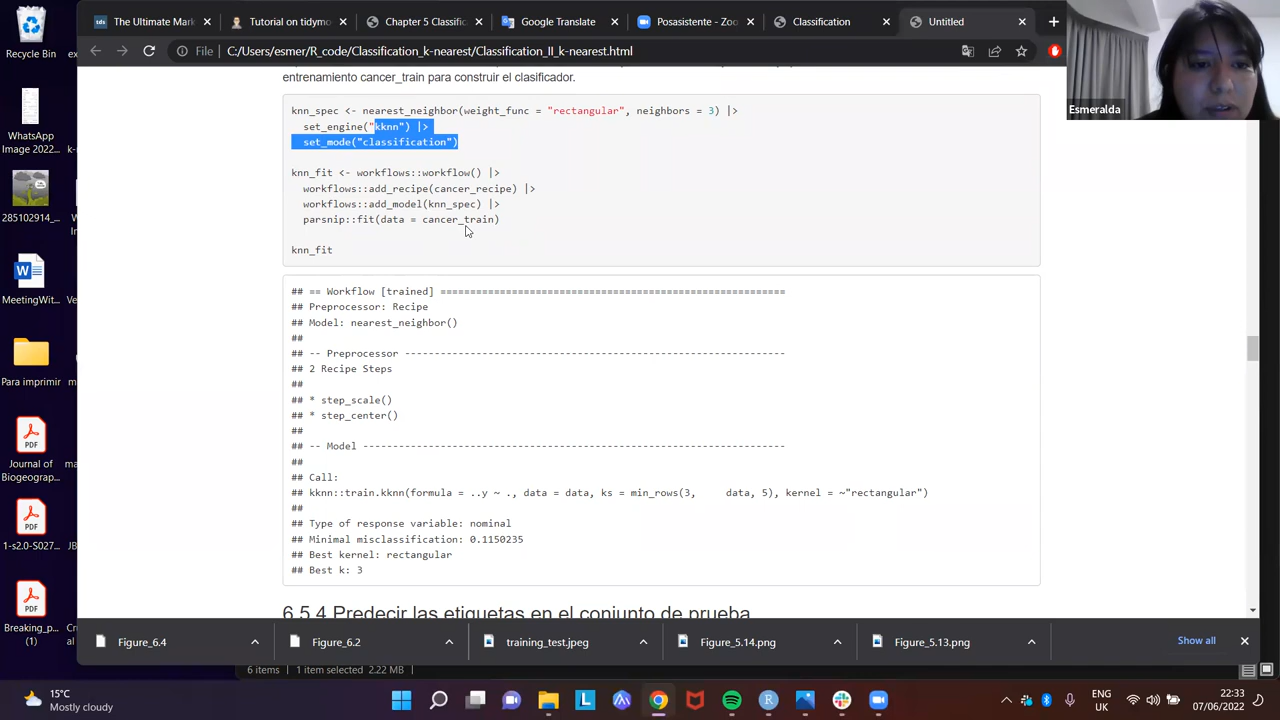 The Ultimate Mark
Tutorial on tidymo
Chapter 5 Classi
Google Translate
Posasistente - Zo
Classification
Untitled
File
C:/Users/esmer/R_code/Classification_k-nearest/Classification_II_k-nearest.html
Esmeralda
Recycle Bin
WhatsApp
Image 2022...
285102914_...
MeetingWit...
Para imprimir
Journal of
Biogeograp...
1-s2.0-S027...
Breaking_p...
(1)
entrenamiento cancer_train para construir el clasificador.
knn_spec <- nearest_neighbor(weight_func = "rectangular", neighbors = 3) |>
set_engine("kknn") |>
set_mode("classification")
knn_fit <- workflows::workflow() |>
workflows::add_recipe(cancer_recipe) |>
workflows::add_model(knn_spec) |>
parsnip::fit(data = cancer_train)
knn_fit
## == Workflow [trained] ==========================================================
## Preprocessor: Recipe
## Model: nearest_neighbor()
##
## -- Preprocessor ----------------------------------------------------------------
## 2 Recipe Steps
##
## * step_scale()
## * step_center()
##
## -- Model -----------------------------------------------------------------------
##
## Call:
## kknn::train.kknn(formula = ..y ~ ., data = data, ks = min_rows(3,     data, 5), kernel = ~"rectangular")
##
## Type of response variable: nominal
## Minimal misclassification: 0.1150235
## Best kernel: rectangular
## Best k: 3
6.5.4 Predecir las etiquetas en el conjunto de prueba
Figure_6.4
Figure_6.2
training_test.jpeg
Figure_5.14.png
Figure_5.13.png
Show all
6 items
1 item selected 2.22 MB
15°C
Mostly cloudy
ENG
UK
22:33
07/06/2022